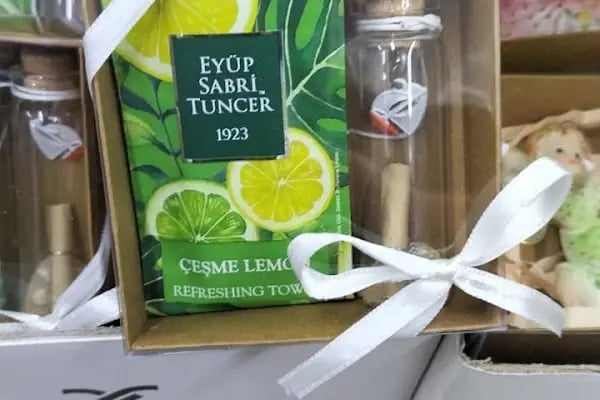 EYÜP
SABRİ
TUNCER
1923
ÇEŞME LEMO
REFRESHING TOW